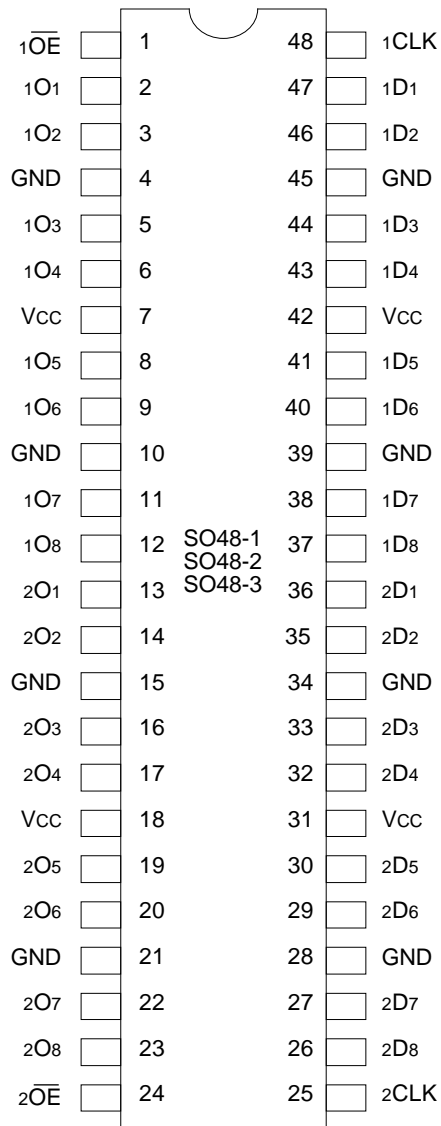 1O̅E̅ 1 48 1CLK
1O1 2 47 1D1
1O2 3 46 1D2
GND 4 45 GND
1O3 5 44 1D3
1O4 6 43 1D4
VCC 7 42 VCC
1O5 8 41 1D5
1O6 9 40 1D6
GND 10 39 GND
1O7 11 38 1D7
1O8 12 SO48-1 37 1D8
SO48-2
2O1 13 SO48-3 36 2D1
2O2 14 35 2D2
GND 15 34 GND
2O3 16 33 2D3
2O4 17 32 2D4
VCC 18 31 VCC
2O5 19 30 2D5
2O6 20 29 2D6
GND 21 28 GND
2O7 22 27 2D7
2O8 23 26 2D8
2O̅E̅ 24 25 2CLK